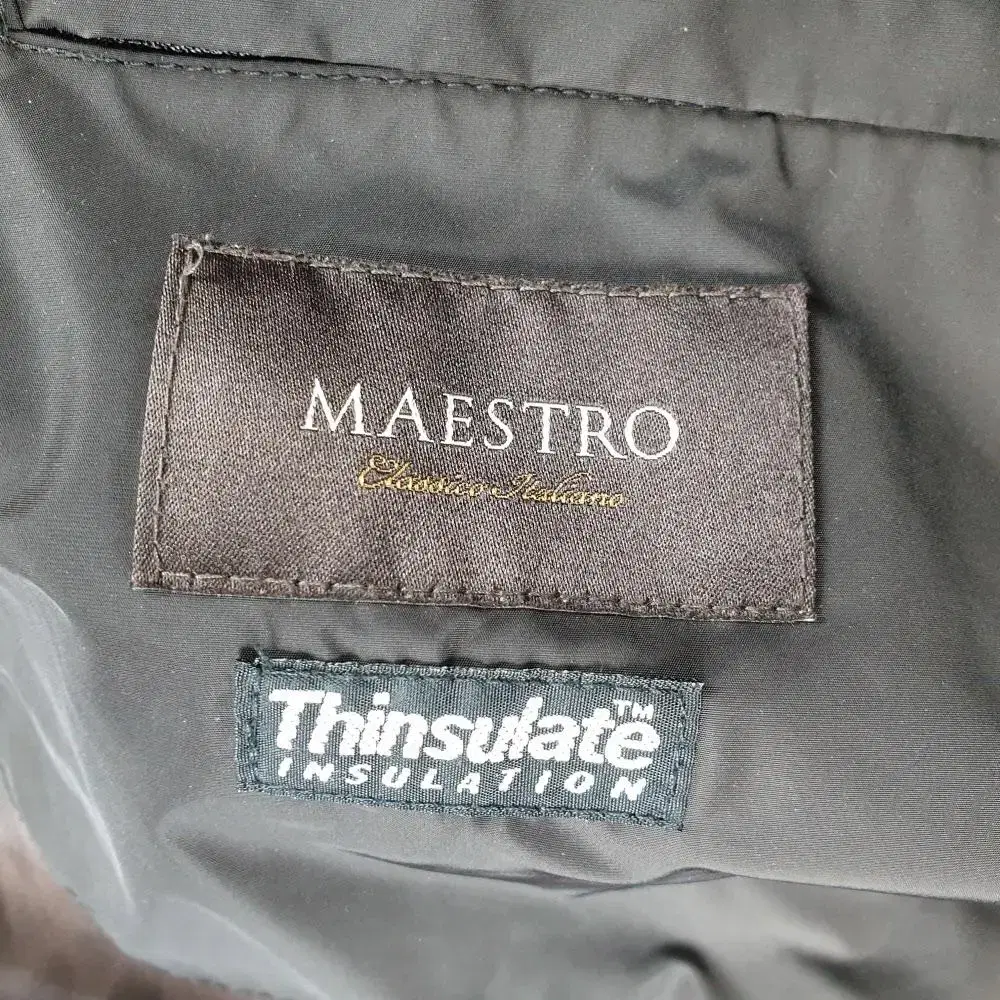 MAESTRO
Classico Italiano
Thinsulate™
INSULATION